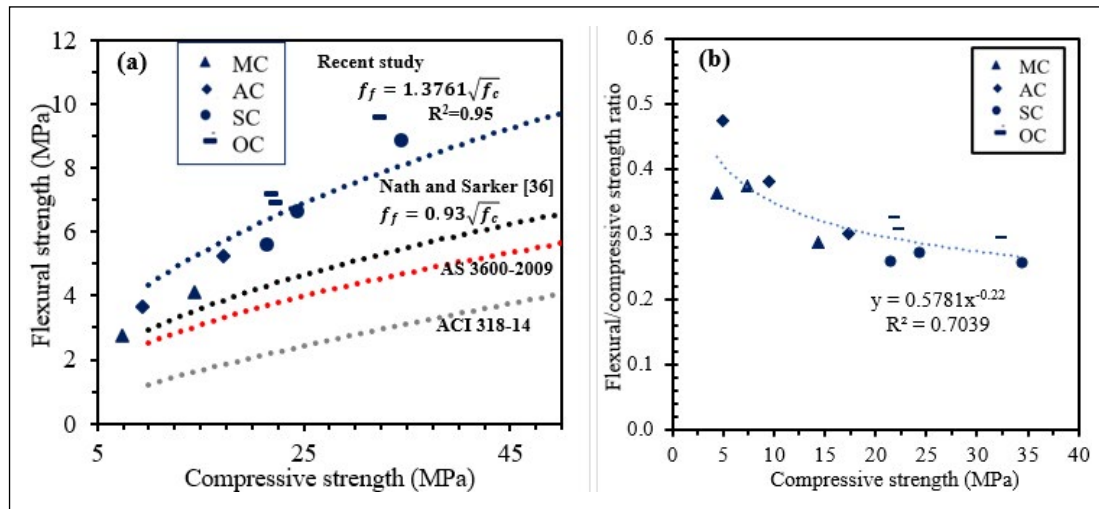 (a)
MC
AC
SC
OC
Recent study
f_f = 1.3761√f_c
R²=0.95
Nath and Sarker [36]
f_f = 0.93√f_c
AS 3600-2009
ACI 318-14
12
10
8
6
4
2
0
5
25
45
Flexural strength (MPa)
Compressive strength (MPa)
(b)
MC
AC
SC
OC
y = 0.5781x^-0.22
R² = 0.7039
0.6
0.5
0.4
0.3
0.2
0.1
0.0
0
5
10
15
20
25
30
35
40
Flexural/compressive strength ratio
Compressive strength (MPa)